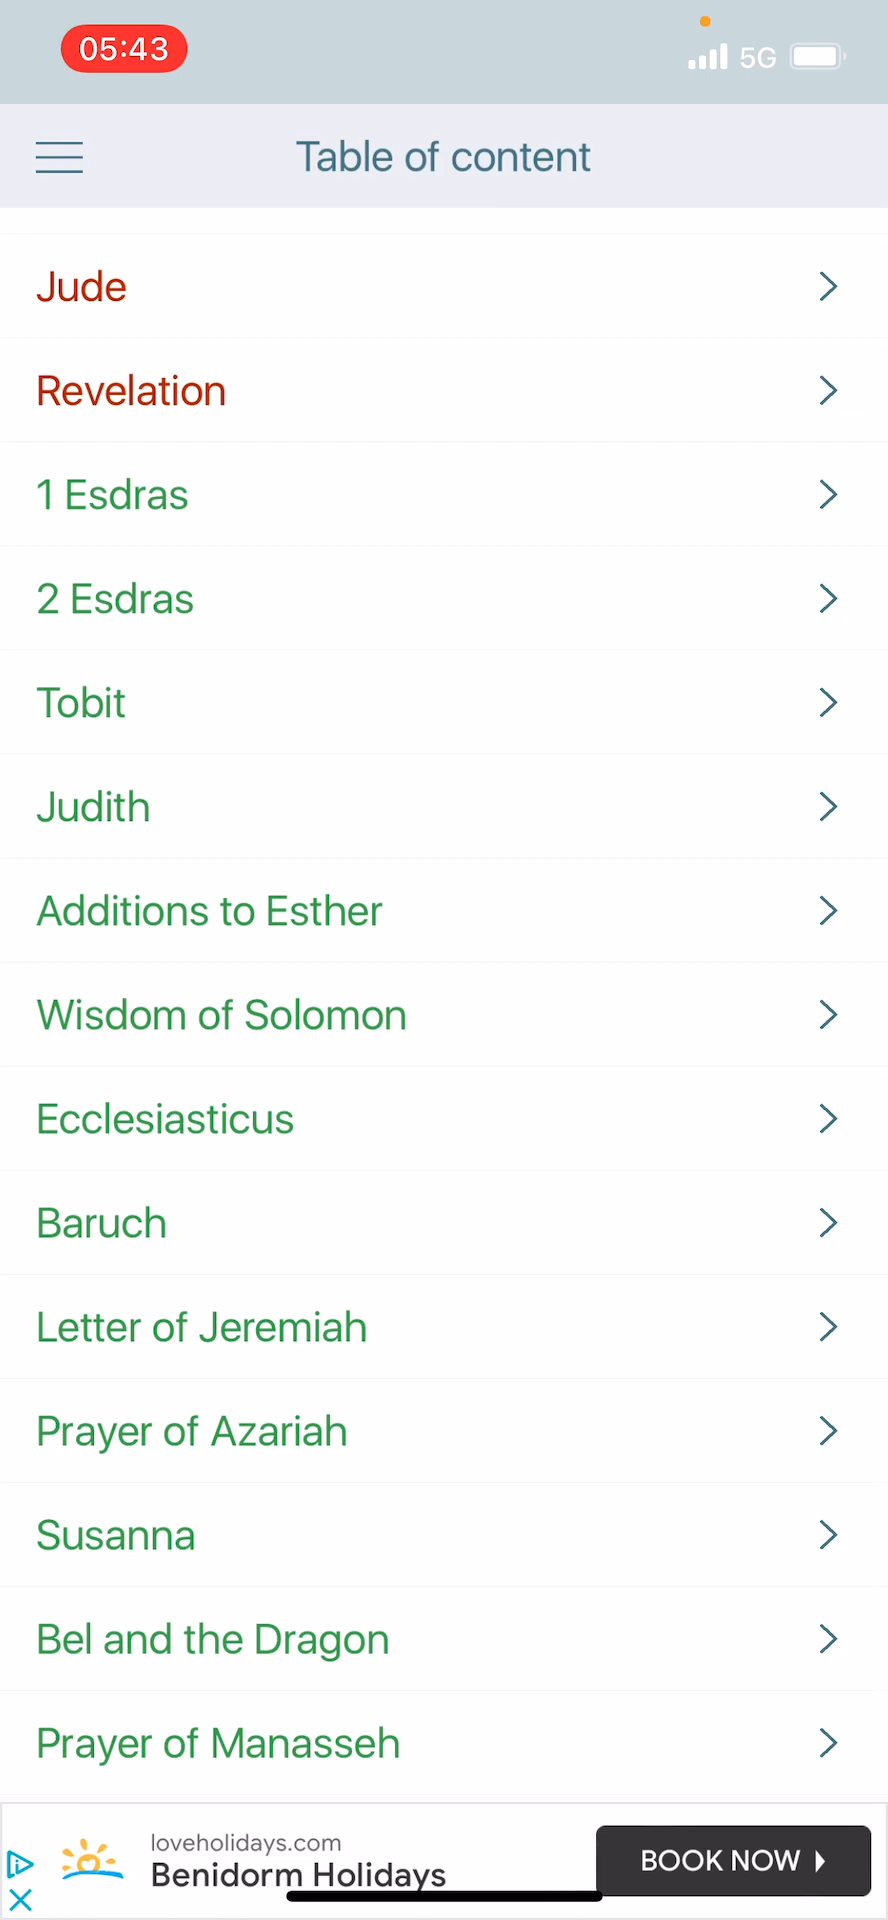 05:43
5G
Table of content
Jude
Revelation
1 Esdras
2 Esdras
Tobit
Judith
Additions to Esther
Wisdom of Solomon
Ecclesiasticus
Baruch
Letter of Jeremiah
Prayer of Azariah
Susanna
Bel and the Dragon
Prayer of Manasseh
loveholidays.com
Benidorm Holidays
BOOK NOW